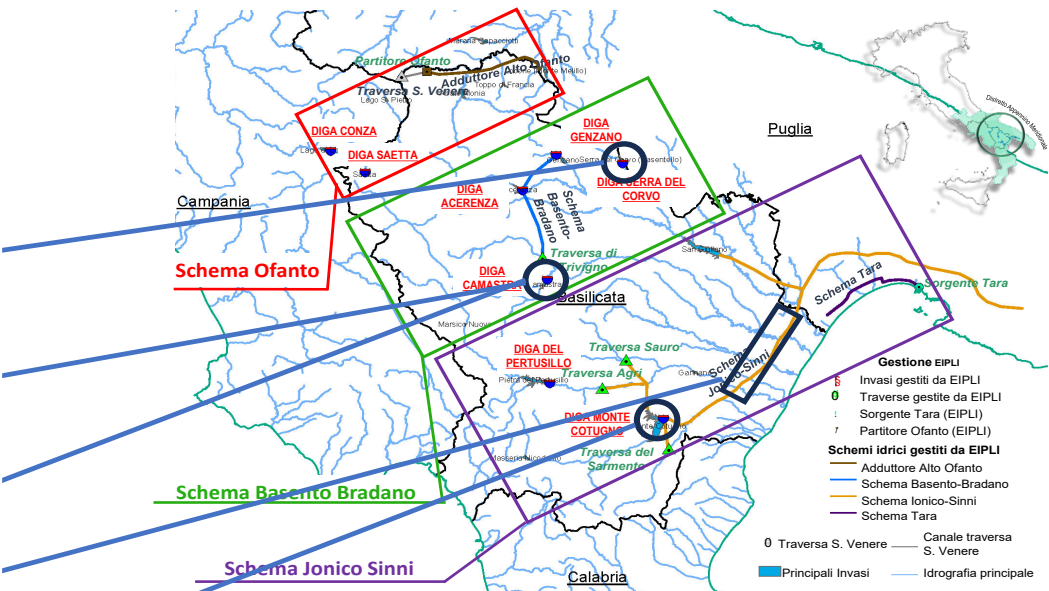 Marana Capacciotti
Partitore Ofanto
Adduttore Alto Ofanto
Traversa S. Venere
Toppo di Francia
Lago S. Pietro
DIGA CONZA
DIGA SAETTA
Saetta
DIGA
GENZANO
Puglia
Distretto Appennino Meridionale
DIGA SERRA DEL
CORVO
DIGA
ACERENZA
Campania
Schema
Basento-
Bradano
San Giuliano
Traversa di
Trivigno
Schema Ofanto
DIGA
CAMASTRA
Basilicata
Schema Tara
Sorgente Tara
Marsico Nuovo
Traversa Sauro
DIGA DEL
PERTUSILLO
Traversa Agri
Schema
Jonico-Sinni
DIGA MONTE
COTUGNO
Traversa del
Sarmento
Schema Basento Bradano
Schema Jonico Sinni
Calabria
Gestione EIPLI
Invasi gestiti da EIPLI
Traverse gestite da EIPLI
Sorgente Tara (EIPLI)
Partitore Ofanto (EIPLI)
Schemi idrici gestiti da EIPLI
Adduttore Alto Ofanto
Schema Basento-Bradano
Schema Ionico-Sinni
Schema Tara
Traversa S. Venere
Canale traversa
S. Venere
Principali Invasi
Idrografia principale